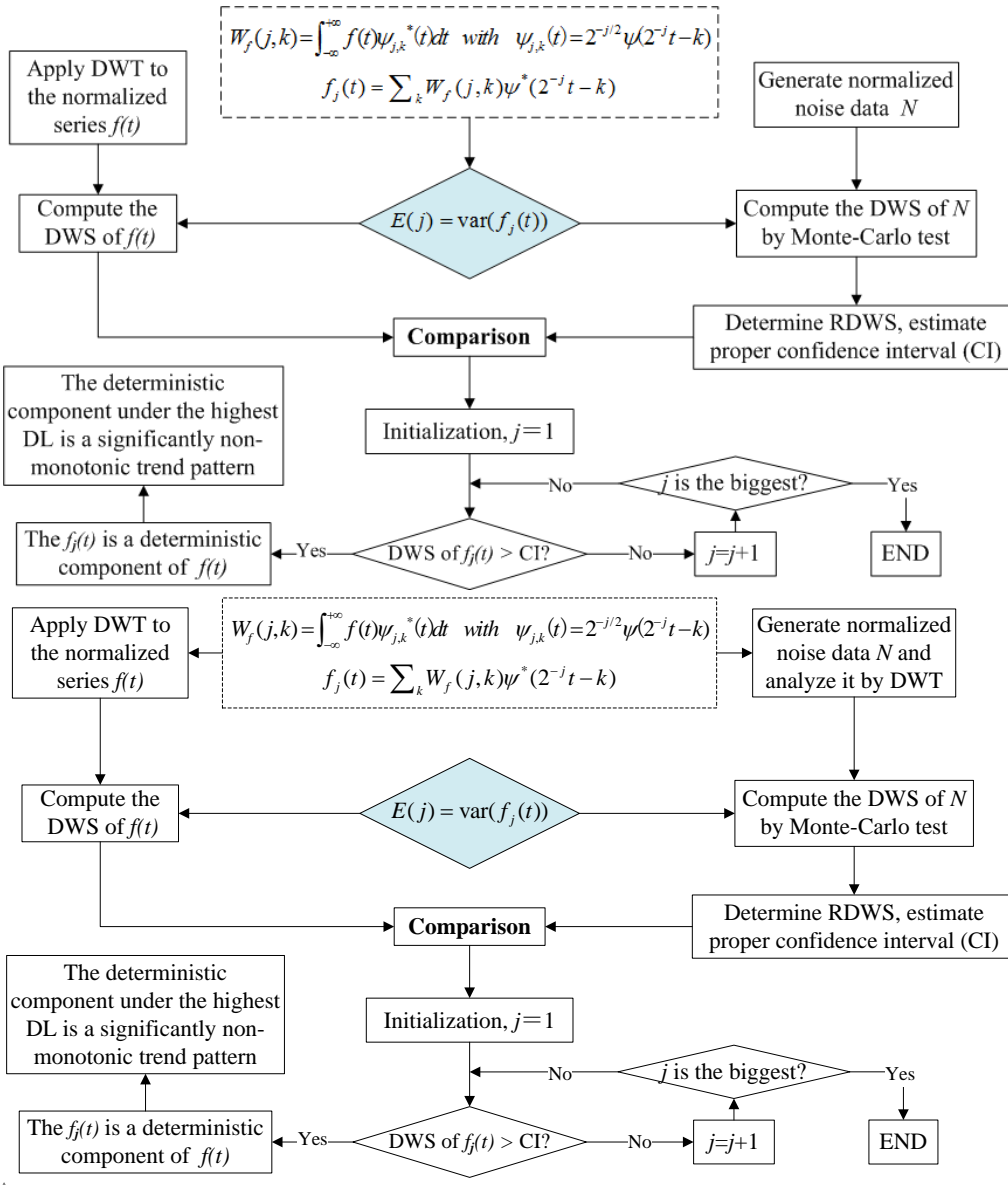 W_f(j,k)=∫_{-∞}^{+∞} f(t)ψ_{j,k}^*(t)dt with ψ_{j,k}(t)=2^{-j/2}ψ(2^{-j}t−k)
f_j(t)=∑_k W_f(j,k)ψ^*(2^{-j}t−k)
Apply DWT to
the normalized
series f(t)
Generate normalized
noise data N
Compute the
DWS of f(t)
E(j)=var(f_j(t))
Compute the DWS of N
by Monte-Carlo test
Comparison
Determine RDWS, estimate
proper confidence interval (CI)
The deterministic
component under the highest
DL is a significantly non-
monotonic trend pattern
Initialization, j=1
No
j is the biggest?
Yes
The f_j(t) is a deterministic
component of f(t)
Yes
DWS of f_j(t) > CI?
No
j=j+1
END
Apply DWT to
the normalized
series f(t)
W_f(j,k)=∫_{-∞}^{+∞} f(t)ψ_{j,k}^*(t)dt with ψ_{j,k}(t)=2^{-j/2}ψ(2^{-j}t−k)
f_j(t)=∑_k W_f(j,k)ψ^*(2^{-j}t−k)
Generate normalized
noise data N and
analyze it by DWT
Compute the
DWS of f(t)
E(j)=var(f_j(t))
Compute the DWS of N
by Monte-Carlo test
Comparison
Determine RDWS, estimate
proper confidence interval (CI)
The deterministic
component under the highest
DL is a significantly non-
monotonic trend pattern
Initialization, j=1
No
j is the biggest?
Yes
The f_j(t) is a deterministic
component of f(t)
Yes
DWS of f_j(t) > CI?
No
j=j+1
END